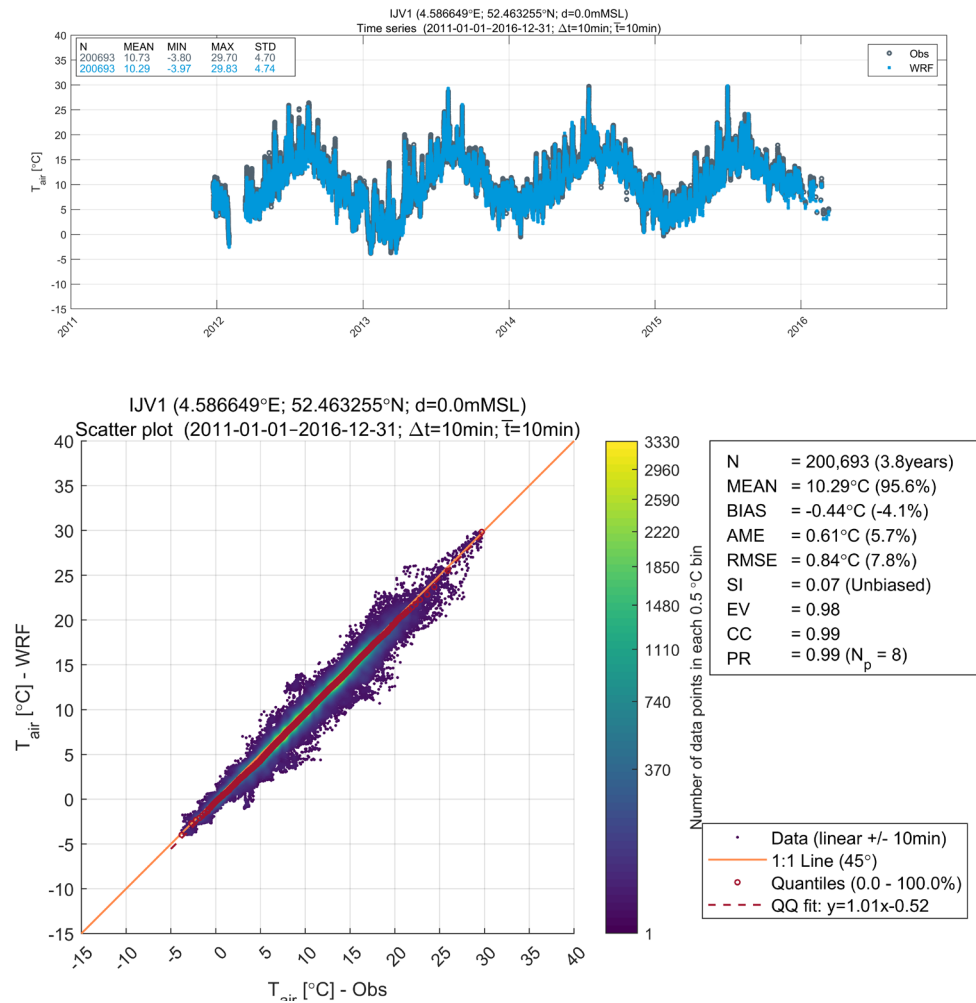 IJV1 (4.586649°E; 52.463255°N; d=0.0mMSL)
Time series (2011-01-01–2016-12-31; Δt=10min; t̅=10min)
N MEAN MIN MAX STD
200693 10.73 -3.80 29.70 4.70
200693 10.29 -3.97 29.83 4.74
Obs
WRF
T_air [°C]
40
35
30
25
20
15
10
5
0
-5
-10
-15
2011
2012
2013
2014
2015
2016
IJV1 (4.586649°E; 52.463255°N; d=0.0mMSL)
Scatter plot (2011-01-01–2016-12-31; Δt=10min; t̅=10min)
T_air [°C] - WRF
40
35
30
25
20
15
10
5
0
-5
-10
-15
-15
-10
-5
0
5
10
15
20
25
30
35
40
T_air [°C] - Obs
3330
2960
2590
2220
1850
1480
1110
740
370
1
Number of data points in each 0.5 °C bin
N = 200,693 (3.8years)
MEAN = 10.29°C (95.6%)
BIAS = -0.44°C (-4.1%)
AME = 0.61°C (5.7%)
RMSE = 0.84°C (7.8%)
SI = 0.07 (Unbiased)
EV = 0.98
CC = 0.99
PR = 0.99 (N_p = 8)
Data (linear +/- 10min)
1:1 Line (45°)
Quantiles (0.0 - 100.0%)
QQ fit: y=1.01x-0.52